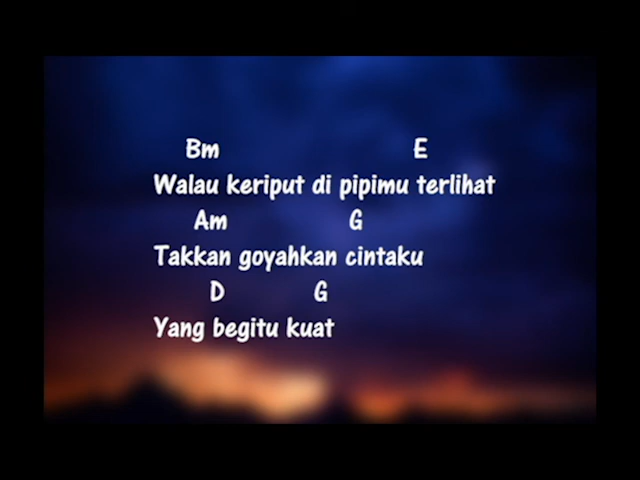 Bm E
Walau keriput di pipimu terlihat
Am G
Takkan goyahkan cintaku
D G
Yang begitu kuat